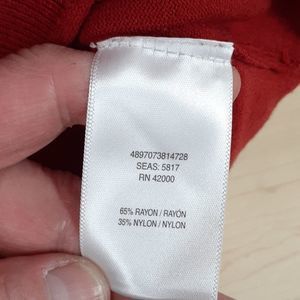 4897073814728
SEAS: 5817
RN 42000
65% RAYON / RAYÓN
35% NYLON / NYLON